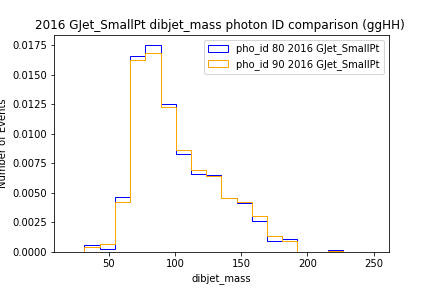 2016 GJet_SmallPt dibjet_mass photon ID comparison (ggHH)
pho_id 80 2016 GJet_SmallPt
pho_id 90 2016 GJet_SmallPt
Number of Events
0.0175
0.0150
0.0125
0.0100
0.0075
0.0050
0.0025
0.0000
50 100 150 200 250
dibjet_mass